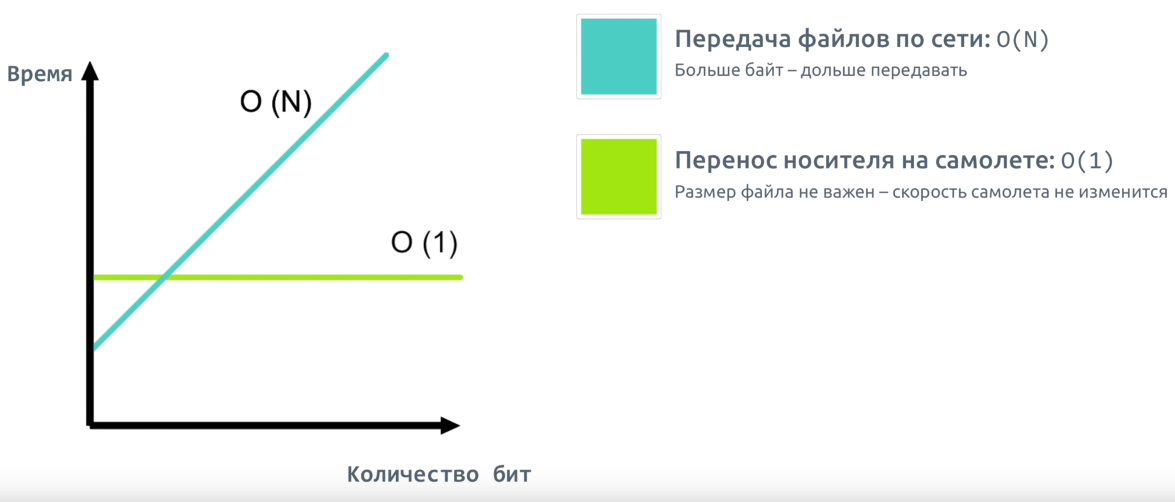 Время
O (N)
O (1)
Количество бит
Передача файлов по сети: O(N)
Больше байт – дольше передавать
Перенос носителя на самолете: O(1)
Размер файла не важен – скорость самолета не изменится